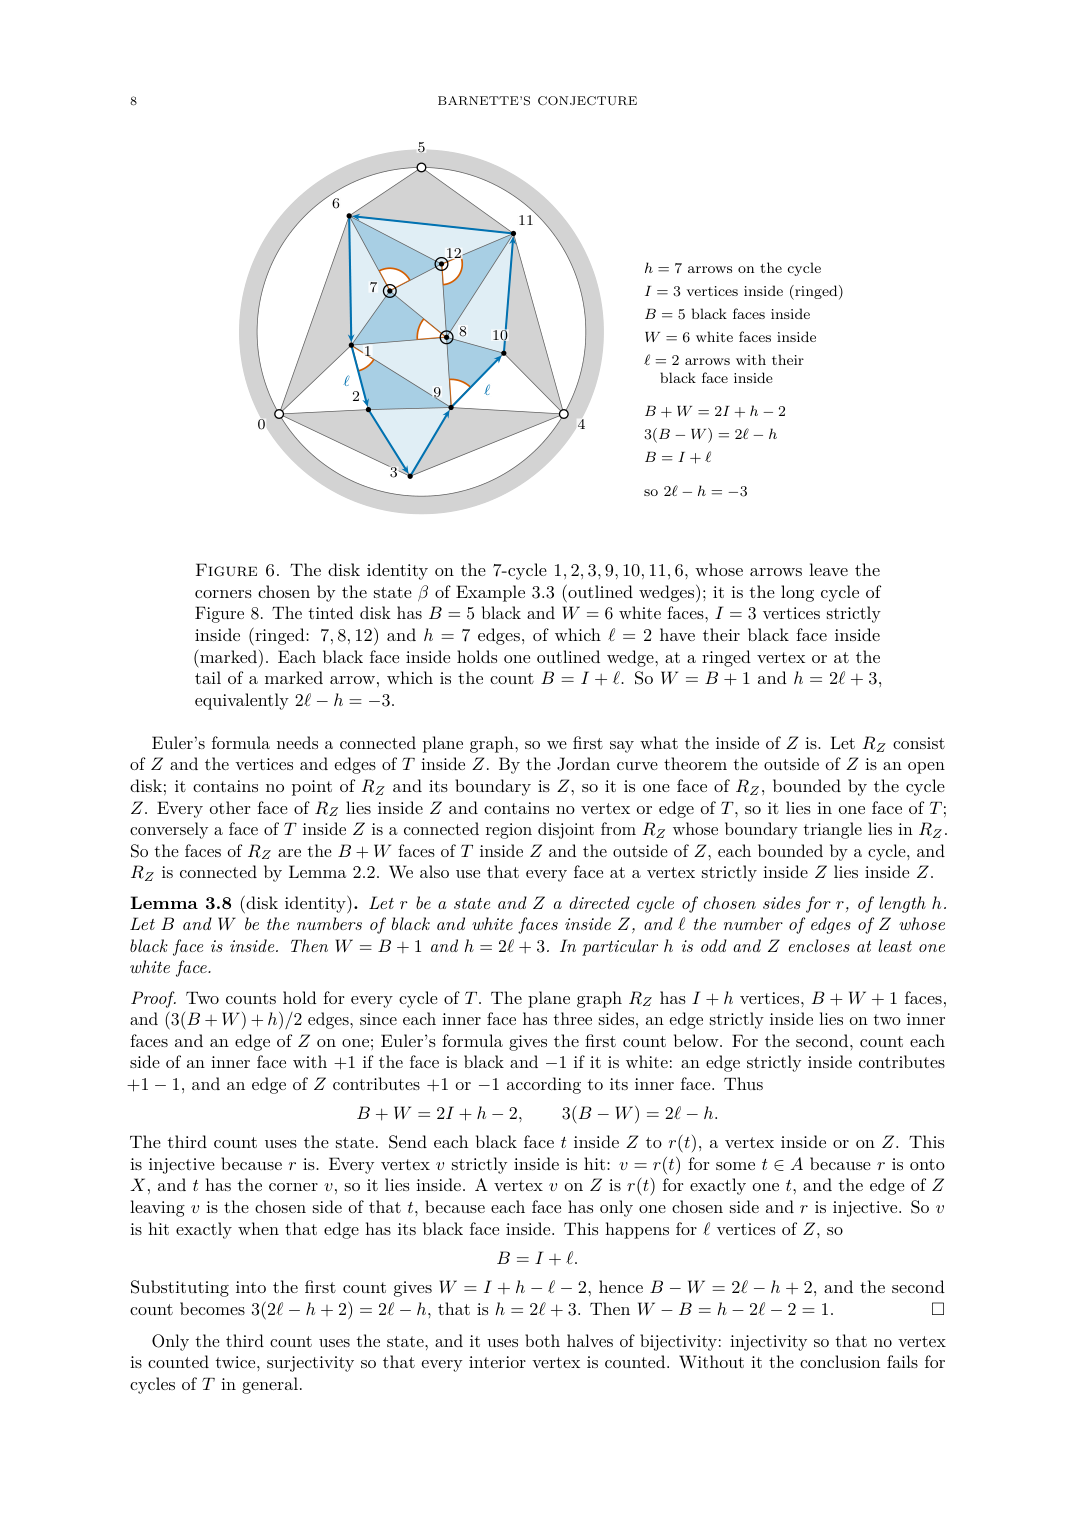 8
BARNETTE'S CONJECTURE
5
6
11
12
7
8
10
1
ℓ
2
9
ℓ
0
4
3
h = 7 arrows on the cycle
I = 3 vertices inside (ringed)
B = 5 black faces inside
W = 6 white faces inside
ℓ = 2 arrows with their
black face inside
B + W = 2I + h − 2
3(B − W) = 2ℓ − h
B = I + ℓ
so 2ℓ − h = −3
FIGURE 6. The disk identity on the 7-cycle 1, 2, 3, 9, 10, 11, 6, whose arrows leave the
corners chosen by the state β of Example 3.3 (outlined wedges); it is the long cycle of
Figure 8. The tinted disk has B = 5 black and W = 6 white faces, I = 3 vertices strictly
inside (ringed: 7, 8, 12) and h = 7 edges, of which ℓ = 2 have their black face inside
(marked). Each black face inside holds one outlined wedge, at a ringed vertex or at the
tail of a marked arrow, which is the count B = I + ℓ. So W = B + 1 and h = 2ℓ + 3,
equivalently 2ℓ − h = −3.
Euler's formula needs a connected plane graph, so we first say what the inside of Z is. Let R_Z consist
of Z and the vertices and edges of T inside Z. By the Jordan curve theorem the outside of Z is an open
disk; it contains no point of R_Z and its boundary is Z, so it is one face of R_Z, bounded by the cycle
Z. Every other face of R_Z lies inside Z and contains no vertex or edge of T, so it lies in one face of T;
conversely a face of T inside Z is a connected region disjoint from R_Z whose boundary triangle lies in R_Z.
So the faces of R_Z are the B + W faces of T inside Z and the outside of Z, each bounded by a cycle, and
R_Z is connected by Lemma 2.2. We also use that every face at a vertex strictly inside Z lies inside Z.
Lemma 3.8 (disk identity). Let r be a state and Z a directed cycle of chosen sides for r, of length h.
Let B and W be the numbers of black and white faces inside Z, and ℓ the number of edges of Z whose
black face is inside. Then W = B + 1 and h = 2ℓ + 3. In particular h is odd and Z encloses at least one
white face.
Proof. Two counts hold for every cycle of T. The plane graph R_Z has I + h vertices, B + W + 1 faces,
and (3(B + W) + h)/2 edges, since each inner face has three sides, an edge strictly inside lies on two inner
faces and an edge of Z on one; Euler's formula gives the first count below. For the second, count each
side of an inner face with +1 if the face is black and −1 if it is white: an edge strictly inside contributes
+1 − 1, and an edge of Z contributes +1 or −1 according to its inner face. Thus
B + W = 2I + h − 2, 3(B − W) = 2ℓ − h.
The third count uses the state. Send each black face t inside Z to r(t), a vertex inside or on Z. This
is injective because r is. Every vertex v strictly inside is hit: v = r(t) for some t ∈ A because r is onto
X, and t has the corner v, so it lies inside. A vertex v on Z is r(t) for exactly one t, and the edge of Z
leaving v is the chosen side of that t, because each face has only one chosen side and r is injective. So v
is hit exactly when that edge has its black face inside. This happens for ℓ vertices of Z, so
B = I + ℓ.
Substituting into the first count gives W = I + h − ℓ − 2, hence B − W = 2ℓ − h + 2, and the second
count becomes 3(2ℓ − h + 2) = 2ℓ − h, that is h = 2ℓ + 3. Then W − B = h − 2ℓ − 2 = 1. □
Only the third count uses the state, and it uses both halves of bijectivity: injectivity so that no vertex
is counted twice, surjectivity so that every interior vertex is counted. Without it the conclusion fails for
cycles of T in general.